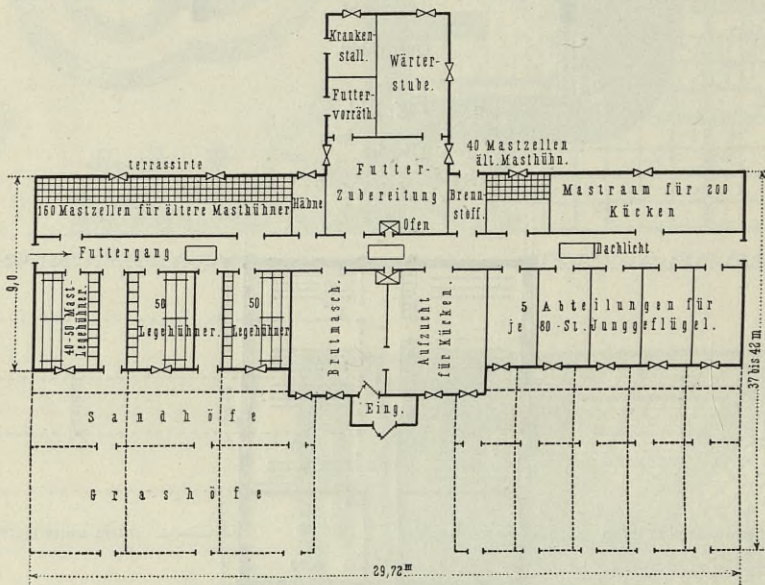 Kranken-
stall.
Wärter-
stube.
Futter-
vorräth.
40 Mastzellen
ält. Masthühn.
terrassirte
Futter-
Zubereitung
160 Mastzellen für ältere Masthühner
Hähne
Brenn-
stoff.
Mastraum für 200
Kücken
Ofen
Futtergang
Dachlicht
9,0
40-50 Mast-
Legehühner.
50
Legehühner.
50
Legehühner
Brutmasch.
Aufzucht
für Kücken.
5 Abteilungen für
je 80 St. Junggeflügel.
Eing.
Sandhöfe
Grashöfe
37 bis 42 m
29,72 m